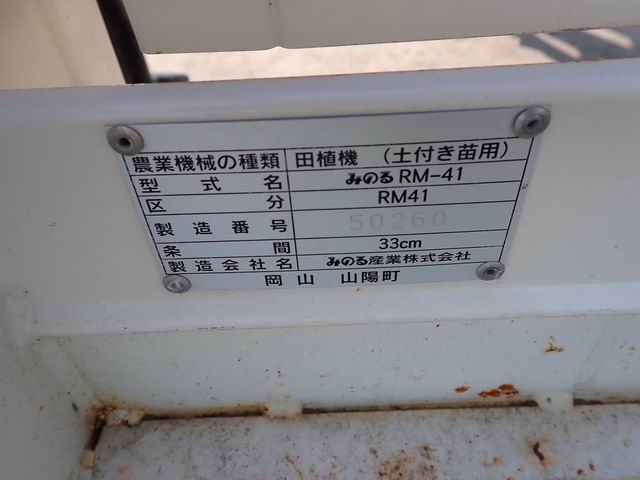 農業機械の種類 田植機 (土付き苗用)
型式名 みのる RM-41
区分 RM41
製造番号 50260
条間 33cm
製造会社名 みのる産業株式会社
岡山 山陽町